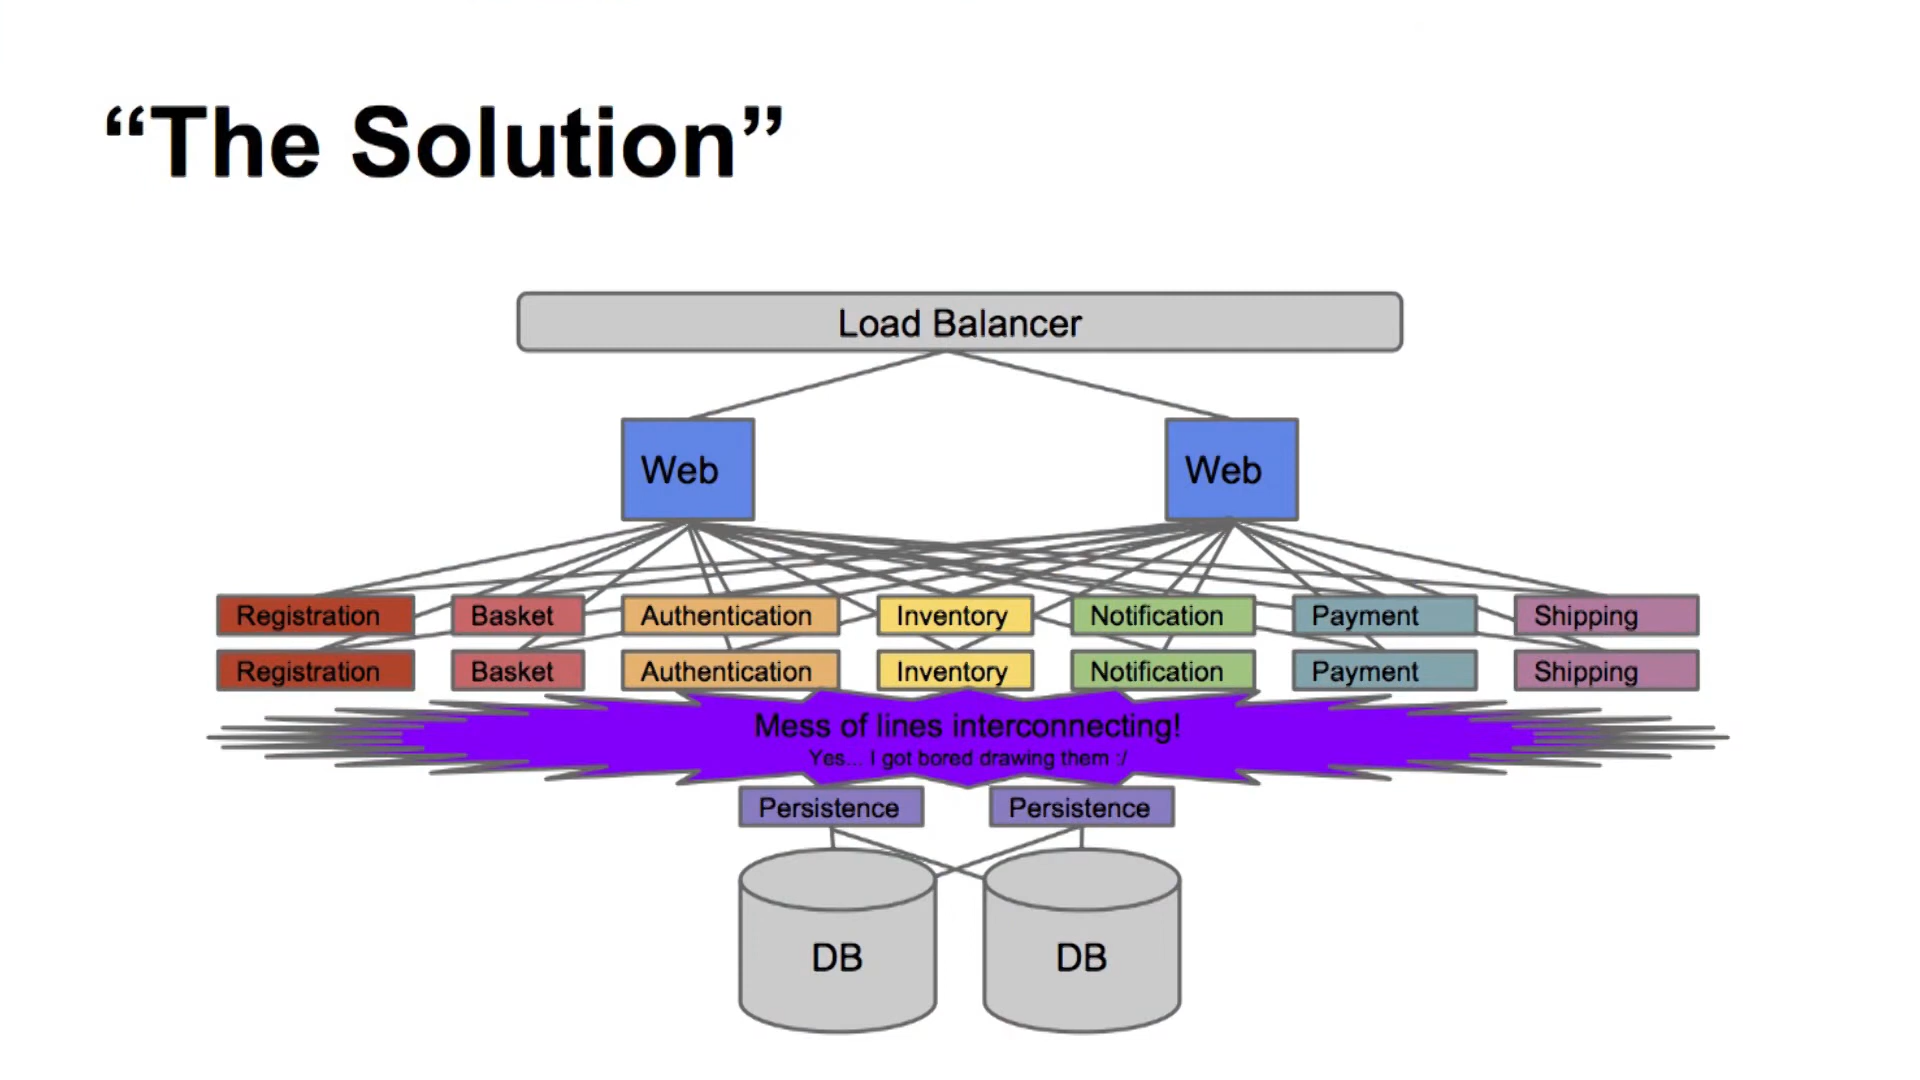 “The Solution”
Load Balancer
Web Web
Registration Basket Authentication Inventory Notification Payment Shipping
Registration Basket Authentication Inventory Notification Payment Shipping
Mess of lines interconnecting!
Yes... I got bored drawing them :/
Persistence Persistence
DB DB